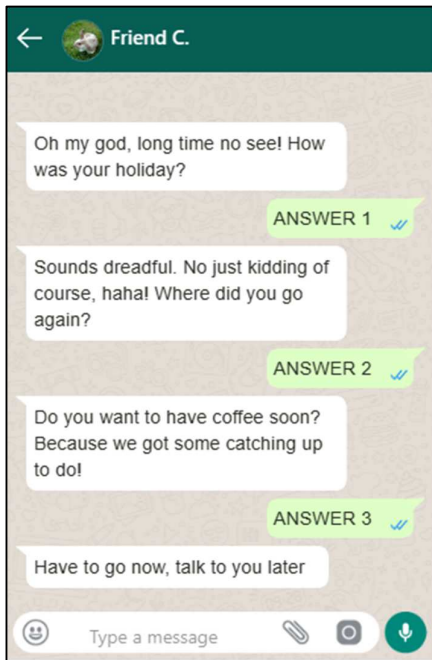 Friend C.
Oh my god, long time no see! How
was your holiday?
ANSWER 1
Sounds dreadful. No just kidding of
course, haha! Where did you go
again?
ANSWER 2
Do you want to have coffee soon?
Because we got some catching up
to do!
ANSWER 3
Have to go now, talk to you later
Type a message